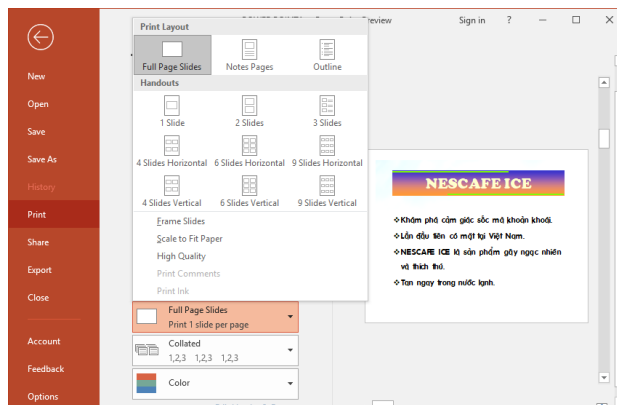 Preview
Sign in ?
New
Open
Save
Save As
History
Print
Share
Export
Close
Account
Feedback
Options
Print Layout
Full Page Slides Notes Pages Outline
Handouts
1 Slide 2 Slides 3 Slides
4 Slides Horizontal 6 Slides Horizontal 9 Slides Horizontal
4 Slides Vertical 6 Slides Vertical 9 Slides Vertical
Frame Slides
Scale to Fit Paper
High Quality
Print Comments
Print Ink
Full Page Slides
Print 1 slide per page
Collated
1,2,3 1,2,3 1,2,3
Color
NESCAFE ICE
❖Khám phá cảm giác sốc mà khoản khoái.
❖Lần đầu tiên có mặt tại Việt Nam.
❖NESCAFE ICE là sản phẩm gây ngạc nhiên
và thích thú.
❖Tan ngay trong nước lạnh.